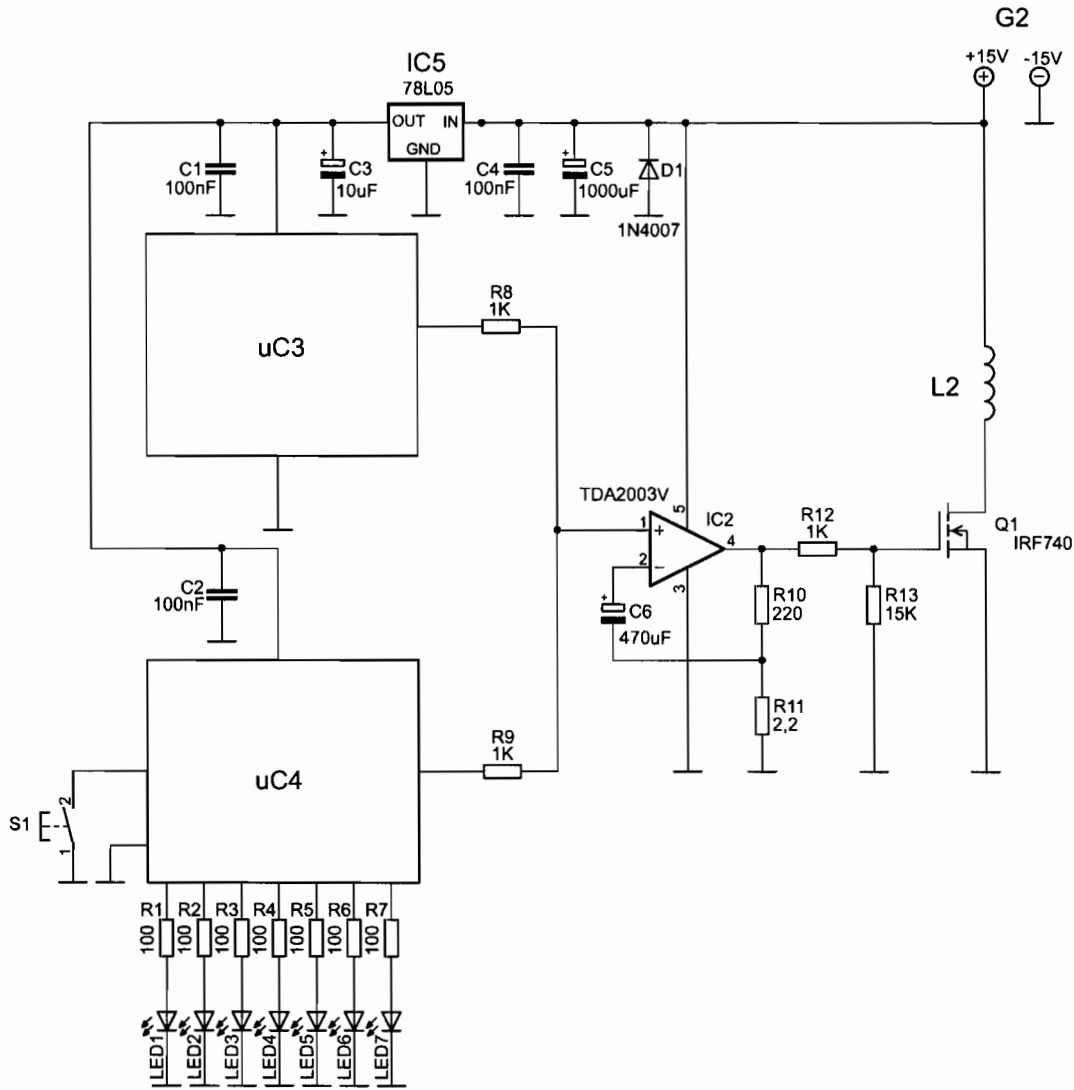 G2
+15V -15V
IC5
78L05
OUT IN
GND
C1
100nF
+
C3
10uF
C4
100nF
+
C5
1000uF
D1
1N4007
uC3
R8
1K
L2
TDA2003V
IC2
1
+
2
−
3
4
5
R12
1K
Q1
IRF740
C2
100nF
+
C6
470uF
R10
220
R13
15K
R11
2,2
R9
1K
uC4
S1
2
1
R1
100
R2
100
R3
100
R4
100
R5
100
R6
100
R7
100
LED1
LED2
LED3
LED4
LED5
LED6
LED7